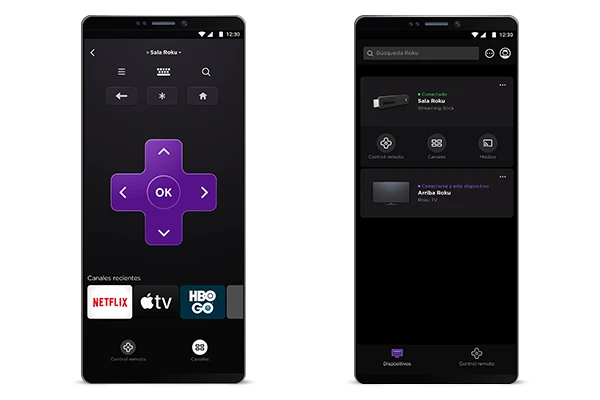 12:30
• Sala Roku •
OK
Canales recientes
NETFLIX
tv
HBO
GO
Control remoto
Canales
12:30
Búsqueda Roku
• Conectado
Sala Roku
Streaming Stick
Control remoto
Canales
Medios
• Conectarse a este dispositivo
Arriba Roku
Roku TV
Dispositivos
Control remoto